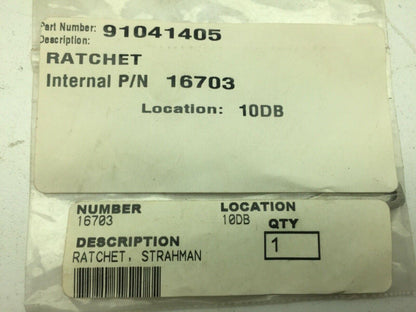 Part Number: 91041405
Description:
RATCHET
Internal P/N 16703
Location: 10DB
NUMBER LOCATION
16703 10DB
DESCRIPTION QTY
RATCHET, STRAHMAN 1